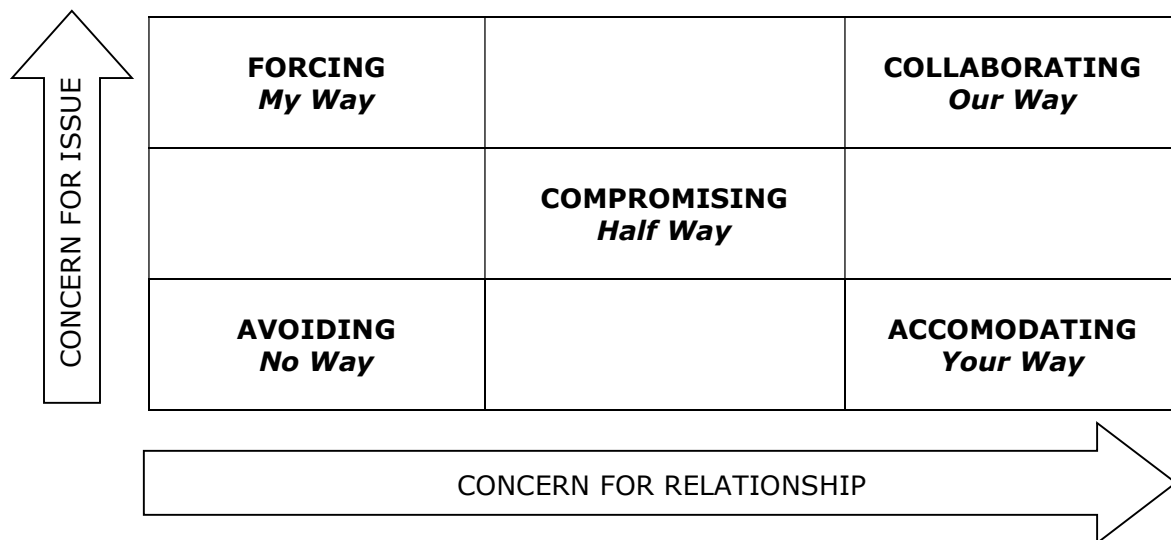 CONCERN FOR ISSUE
FORCING
My Way
COLLABORATING
Our Way
COMPROMISING
Half Way
AVOIDING
No Way
ACCOMODATING
Your Way
CONCERN FOR RELATIONSHIP